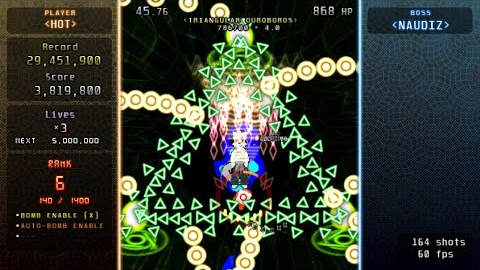 PLAYER
<HOT>
Record
29,451,900
Score
3,819,800
Lives
×3
NEXT 5,000,000
RANK
6
140 / 1400
•BOMB ENABLE (X)
•AUTO-BOMB ENABLE
45.76
868 HP
<TRIANGULAR OUROBOROS>
786700 × 4.0
BOSS
<NAUDIZ>
164 shots
60 fps